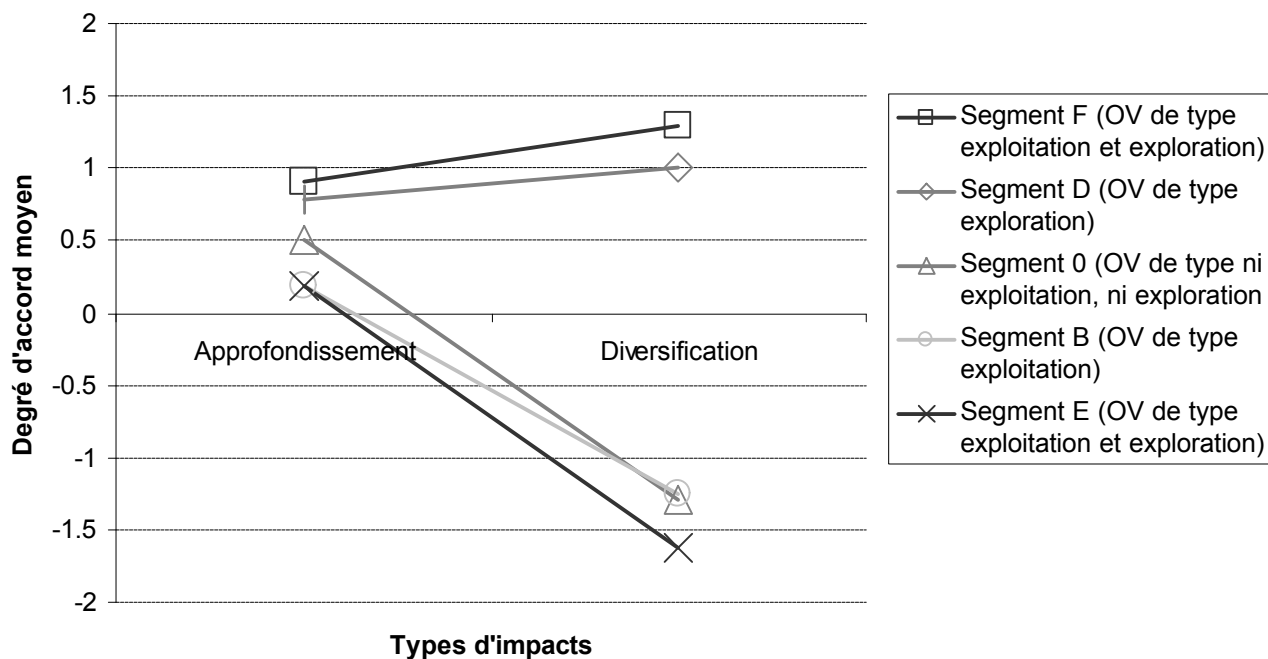 2
1.5
1
0.5
0
-0.5
-1
-1.5
-2
Degré d'accord moyen
Approfondissement
Diversification
Types d'impacts
Segment F (OV de type
exploitation et exploration)
Segment D (OV de type
exploration)
Segment 0 (OV de type ni
exploitation, ni exploration
Segment B (OV de type
exploitation)
Segment E (OV de type
exploitation et exploration)